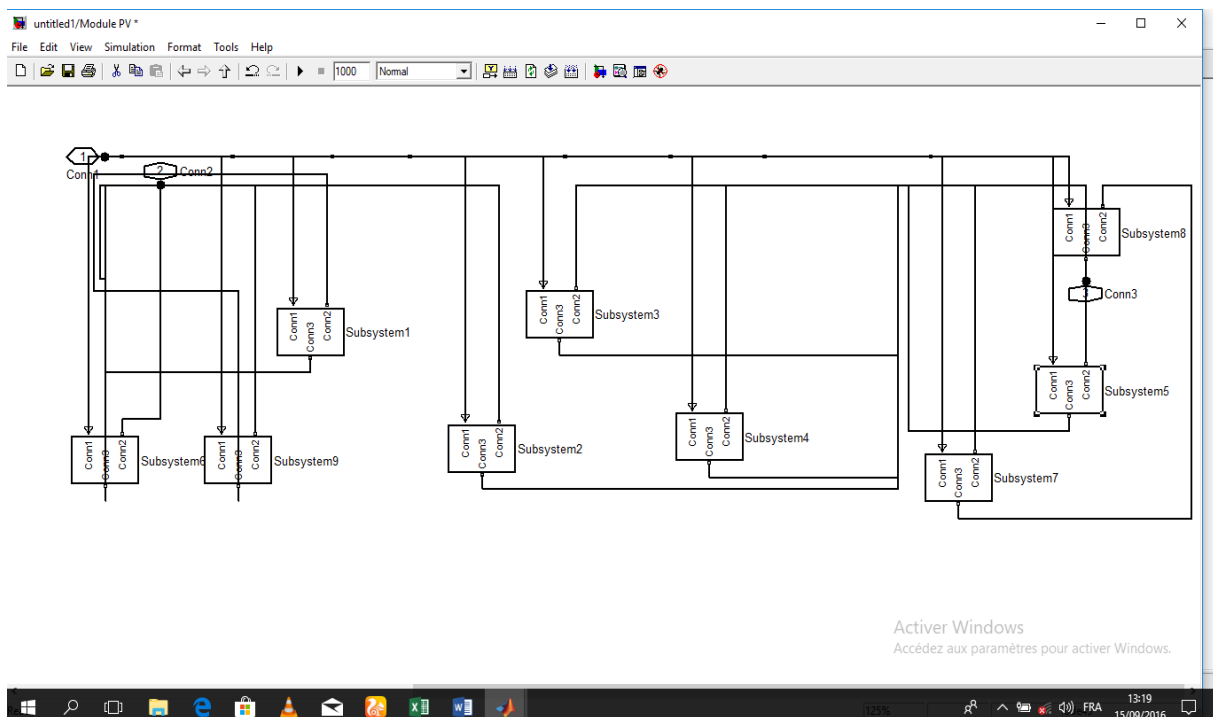 untitled1/Module PV *
File Edit View Simulation Format Tools Help
1000 Normal
1
Conn1
2 Conn2
Conn1 Conn3 Conn2 Subsystem8
3 Conn3
Conn1 Conn3 Conn2 Subsystem1
Conn1 Conn3 Conn2 Subsystem3
Conn1 Conn3 Conn2 Subsystem5
Conn1 Conn3 Conn2 Subsystem6
Conn1 Conn3 Conn2 Subsystem9
Conn1 Conn3 Conn2 Subsystem2
Conn1 Conn3 Conn2 Subsystem4
Conn1 Conn3 Conn2 Subsystem7
Activer Windows
Accédez aux paramètres pour activer Windows.
125%
FRA
13:19
15/09/2016